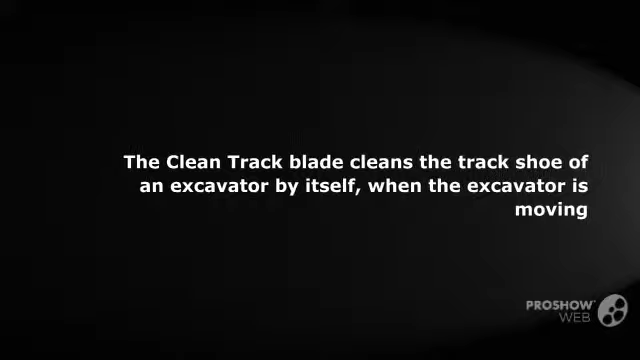 The Clean Track blade cleans the track shoe of
an excavator by itself, when the excavator is
moving
PROSHOW
WEB